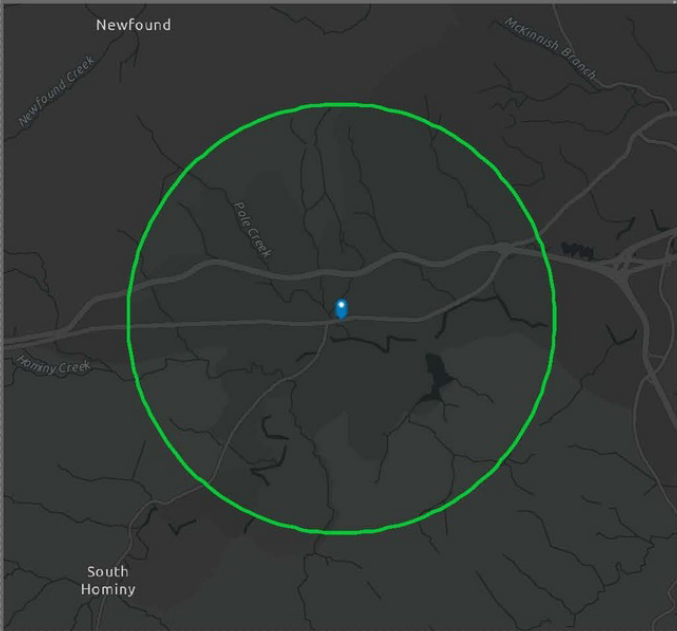 Newfound
McKinnish Branch
Newfound Creek
Pole Creek
Hominy Creek
South
Hominy